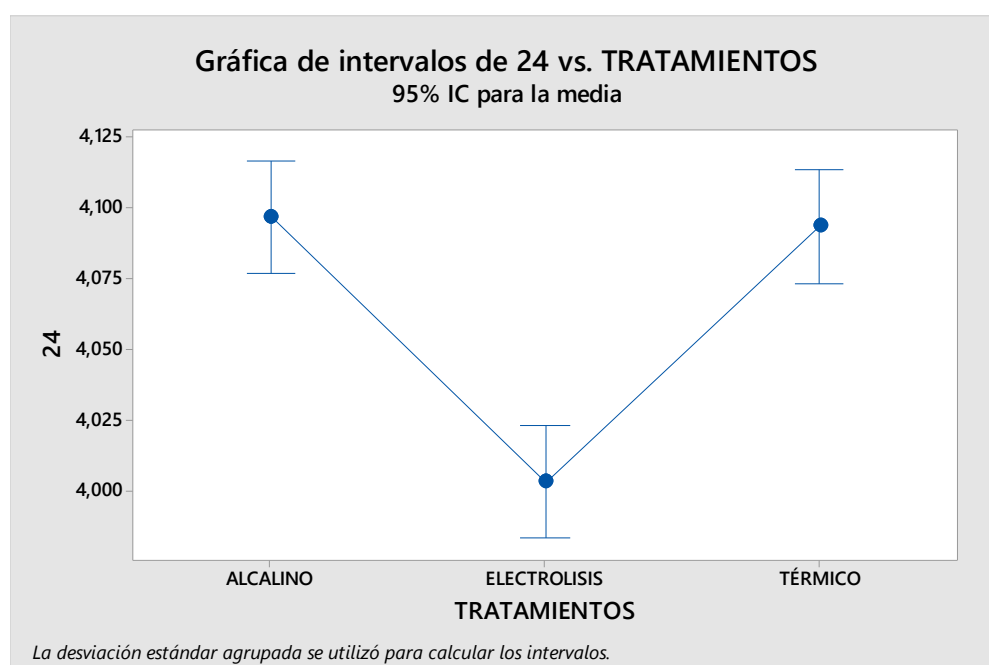 Gráfica de intervalos de 24 vs. TRATAMIENTOS
95% IC para la media
4,125
4,100
4,075
4,050
4,025
4,000
24
ALCALINO ELECTROLISIS TÉRMICO
TRATAMIENTOS
La desviación estándar agrupada se utilizó para calcular los intervalos.